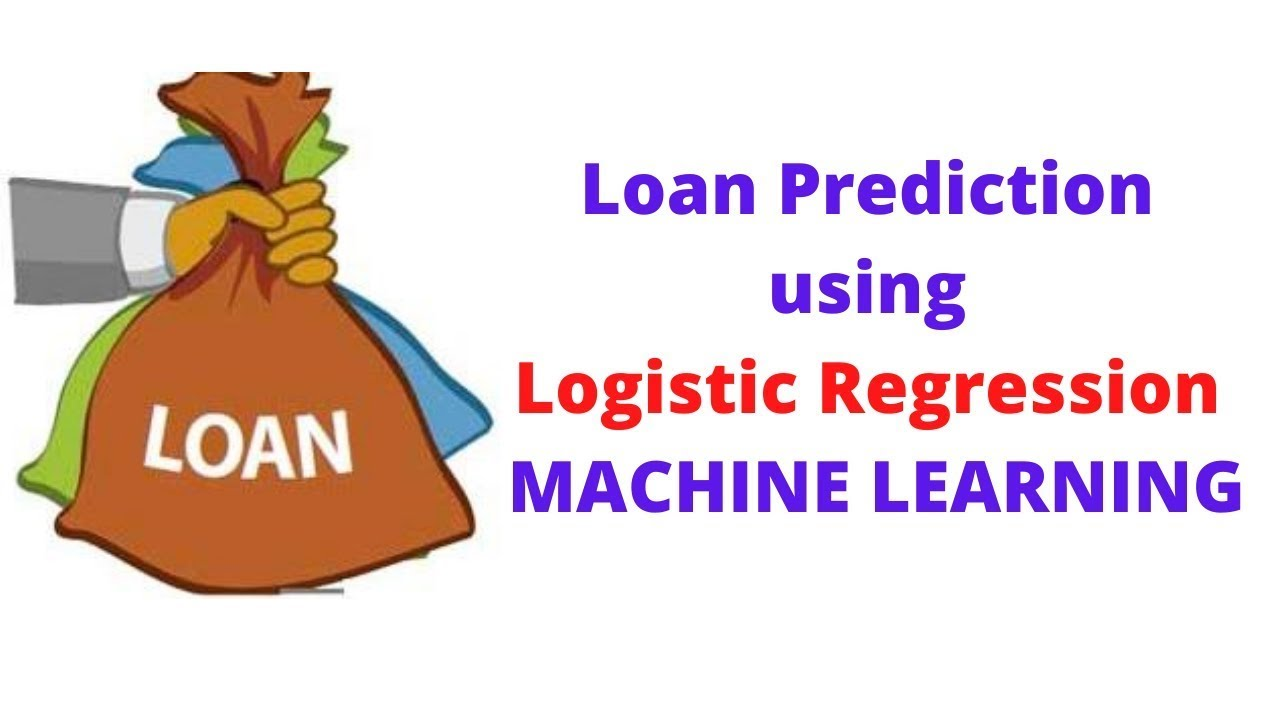 LOAN
Loan Prediction
using
Logistic Regression
MACHINE LEARNING